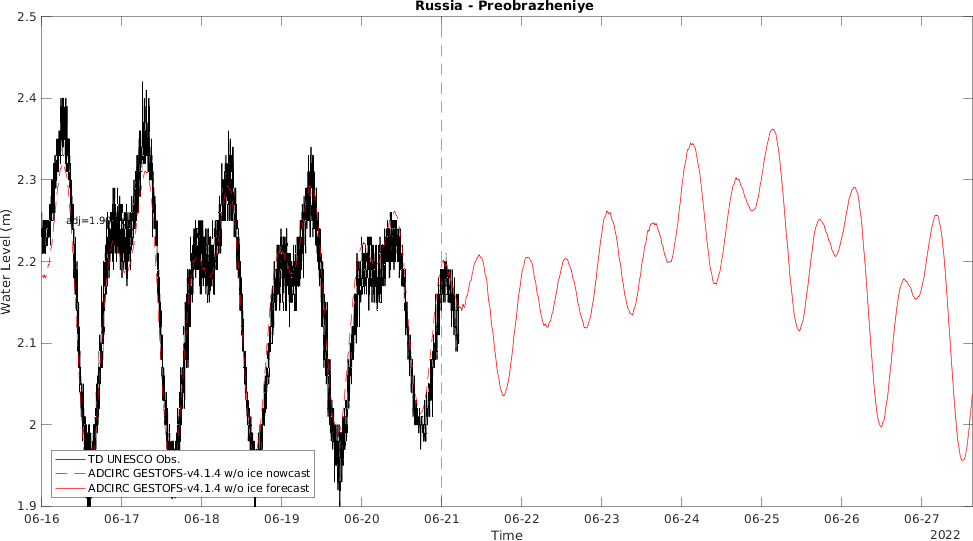 Russia - Preobrazheniye
2.5
2.4
2.3
2.2
2.1
2
1.9
Water Level (m)
adj=1.9
TD UNESCO Obs.
ADCIRC GESTOFS-v4.1.4 w/o ice nowcast
ADCIRC GESTOFS-v4.1.4 w/o ice forecast
06-16 06-17 06-18 06-19 06-20 06-21 06-22 06-23 06-24 06-25 06-26 06-27
2022
Time